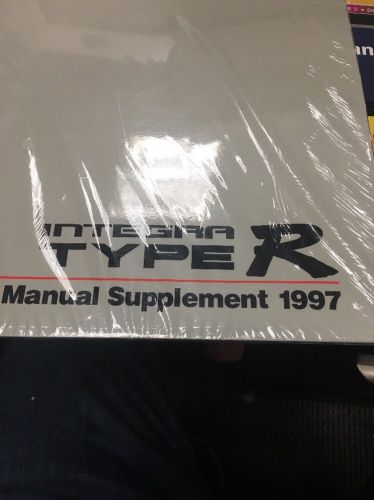 INTEGRA
TYPE R
Manual Supplement 1997